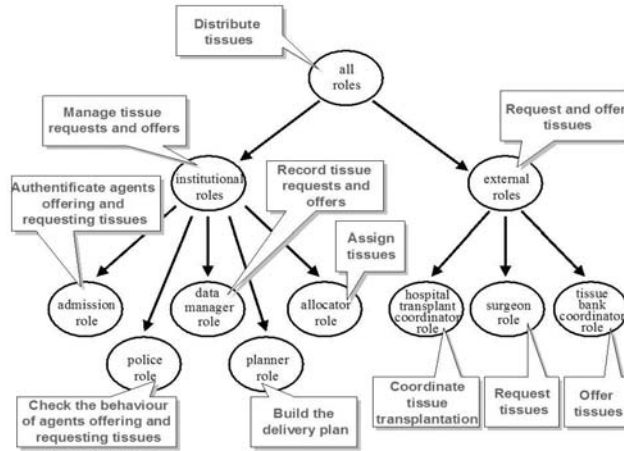 Distribute
tissues
all
roles
Manage tissue
requests and offers
Request and offer
tissues
institutional
roles
Record tissue
requests and
offers
external
roles
Authentificate agents
offering and
requesting tissues
Assign
tissues
admission
role
data
manager
role
allocator
role
hospital
transplant
coordinator
role
surgeon
role
tissue
bank
coordinator
role
police
role
planner
role
Check the behaviour
of agents offering and
requesting tissues
Build the
delivery plan
Coordinate
tissue
transplantation
Request
tissues
Offer
tissues